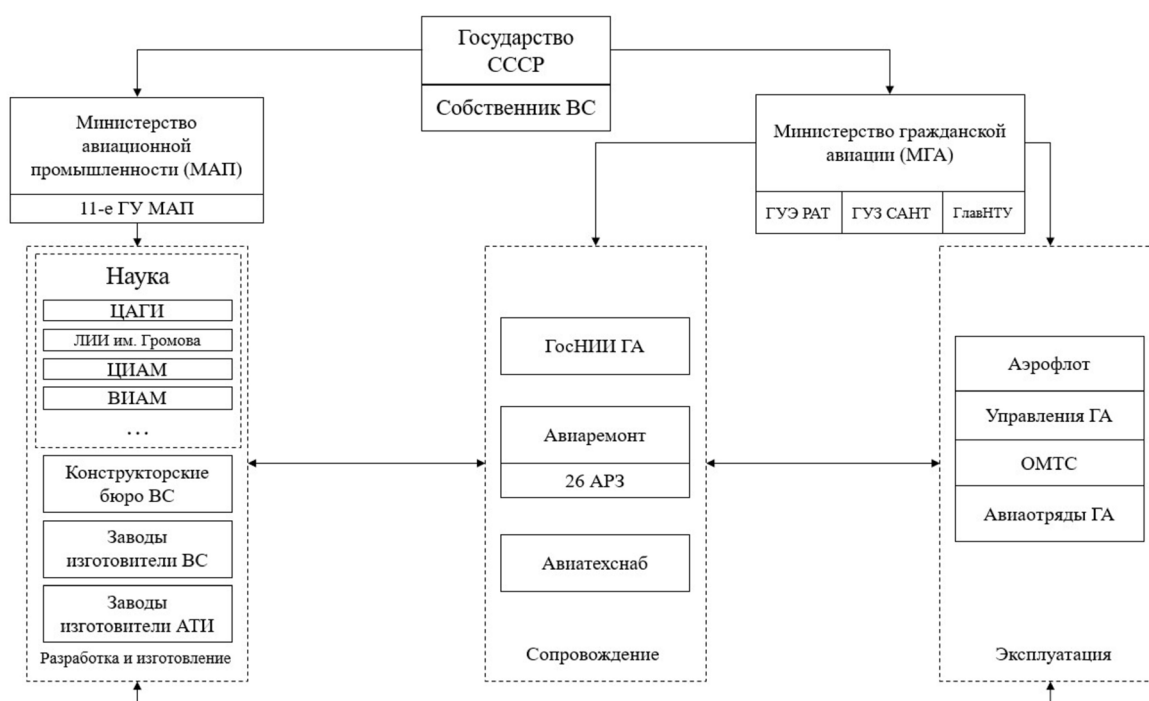 Государство
СССР
Собственник ВС
Министерство
авиационной
промышленности (МАП)
11-е ГУ МАП
Министерство гражданской
авиации (МГА)
ГУЭ РАТ
ГУЗ САНТ
ГлавНТУ
Наука
ЦАГИ
ЛИИ им. Громова
ЦИАМ
ВИАМ
...
Конструкторские
бюро ВС
Заводы
изготовители ВС
Заводы
изготовители АТИ
Разработка и изготовление
ГосНИИ ГА
Авиаремонт
26 АРЗ
Авиатехснаб
Сопровождение
Аэрофлот
Управления ГА
ОМТС
Авиаотряды ГА
Эксплуатация